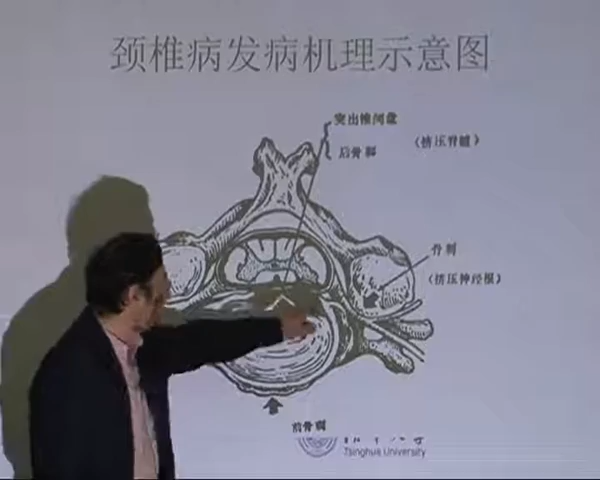 颈椎病发病机理示意图
突出椎间盘
后骨刺
(挤压脊髓)
骨刺
(挤压神经根)
前骨刺
Tsinghua University